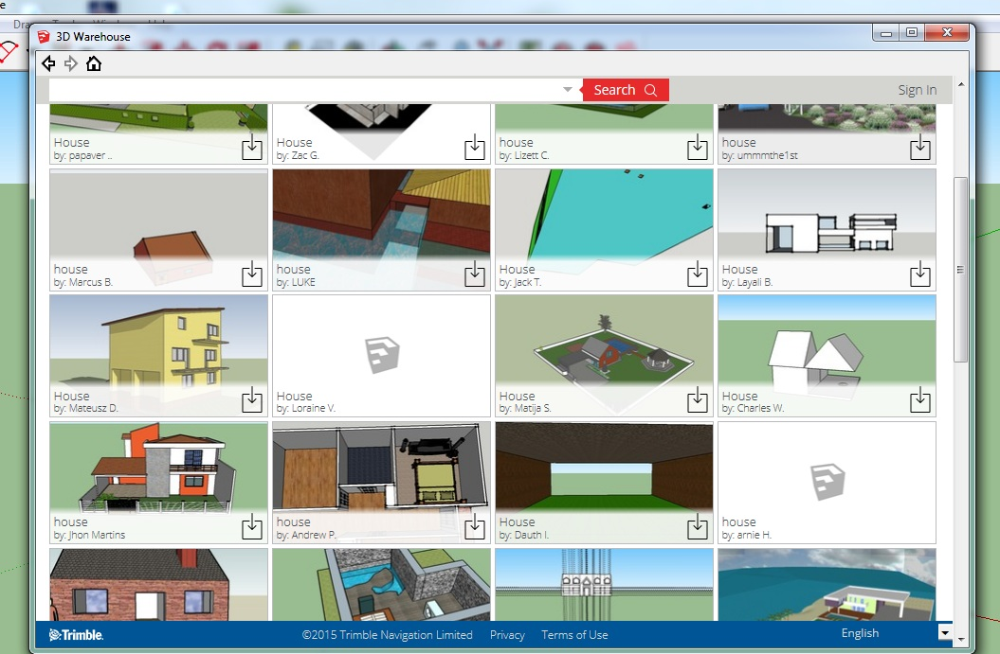 3D Warehouse
Search
Sign In
House
by: papaver ..
House
by: Zac G.
house
by: Lizett C.
house
by: ummmthe1st
house
by: Marcus B.
house
by: LUKE
House
by: Jack T.
House
by: Layali B.
House
by: Mateusz D.
House
by: Loraine V.
House
by: Matija S.
House
by: Charles W.
house
by: Jhon Martins
house
by: Andrew P.
House
by: Dauth I.
house
by: arnie H.
Trimble.
©2015 Trimble Navigation Limited Privacy Terms of Use
English